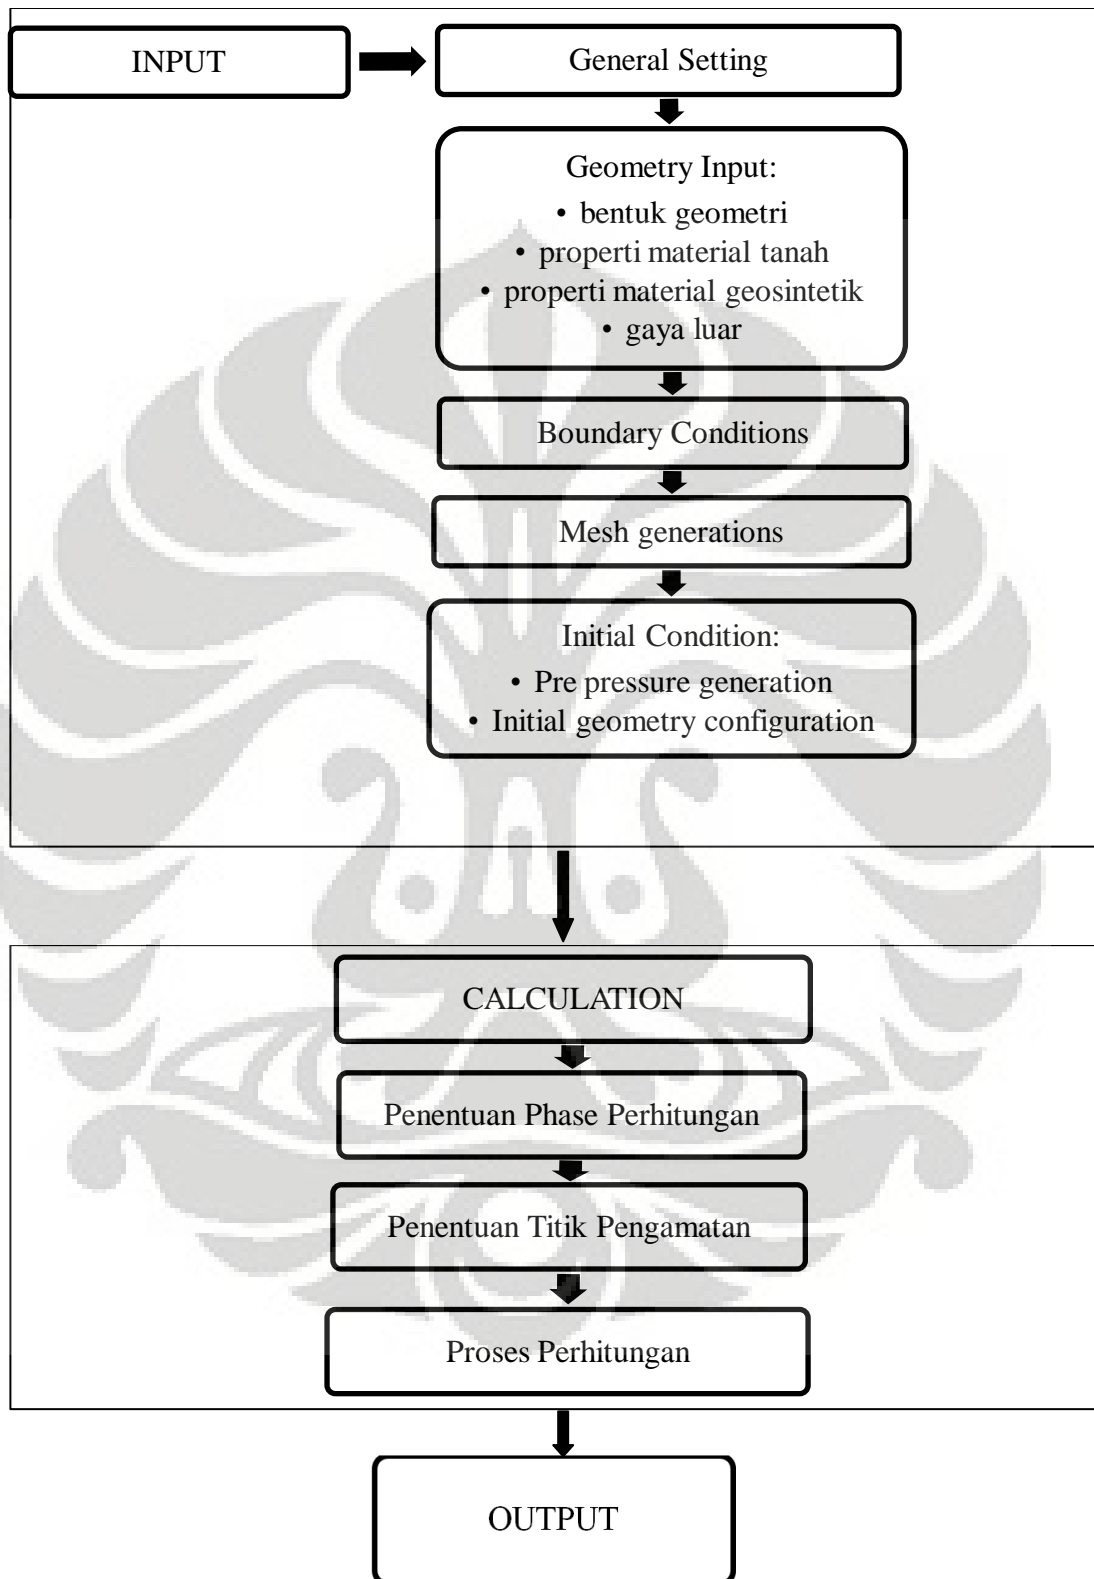 INPUT
General Setting
Geometry Input:
• bentuk geometri
• properti material tanah
• properti material geosintetik
• gaya luar
Boundary Conditions
Mesh generations
Initial Condition:
• Pre pressure generation
• Initial geometry configuration
CALCULATION
Penentuan Phase Perhitungan
Penentuan Titik Pengamatan
Proses Perhitungan
OUTPUT